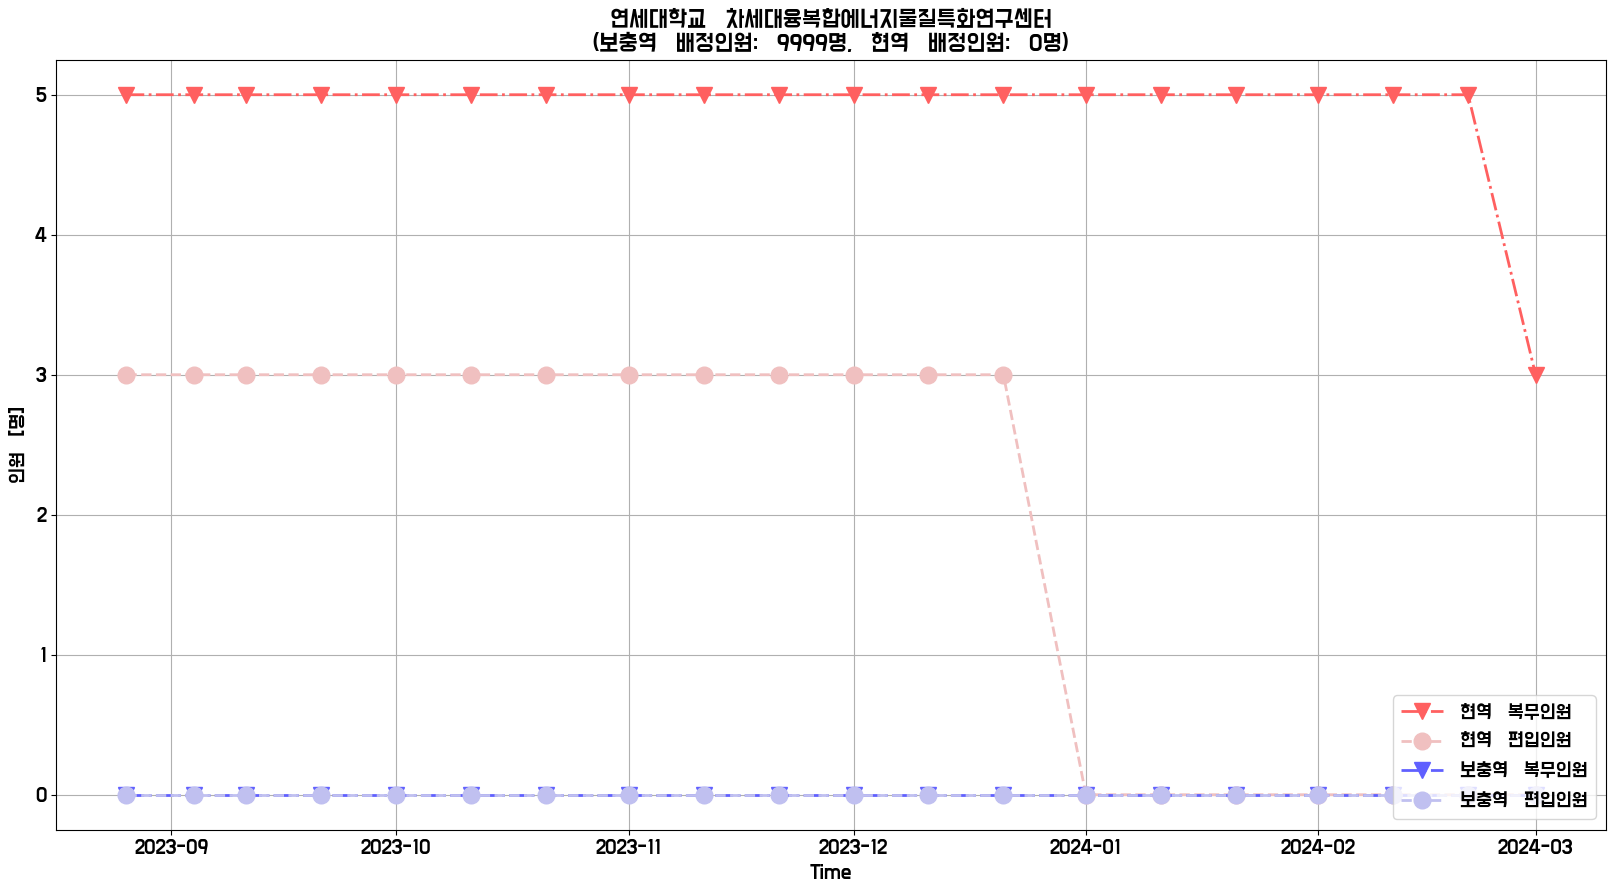 연세대학교 차세대융복합에너지물질특화연구센터
(보충역 배정인원: 9999명, 현역 배정인원: 0명)
5
4
3
2
1
0
인원 [명]
현역 복무인원
현역 편입인원
보충역 복무인원
보충역 편입인원
2023-09 2023-10 2023-11 2023-12 2024-01 2024-02 2024-03
Time